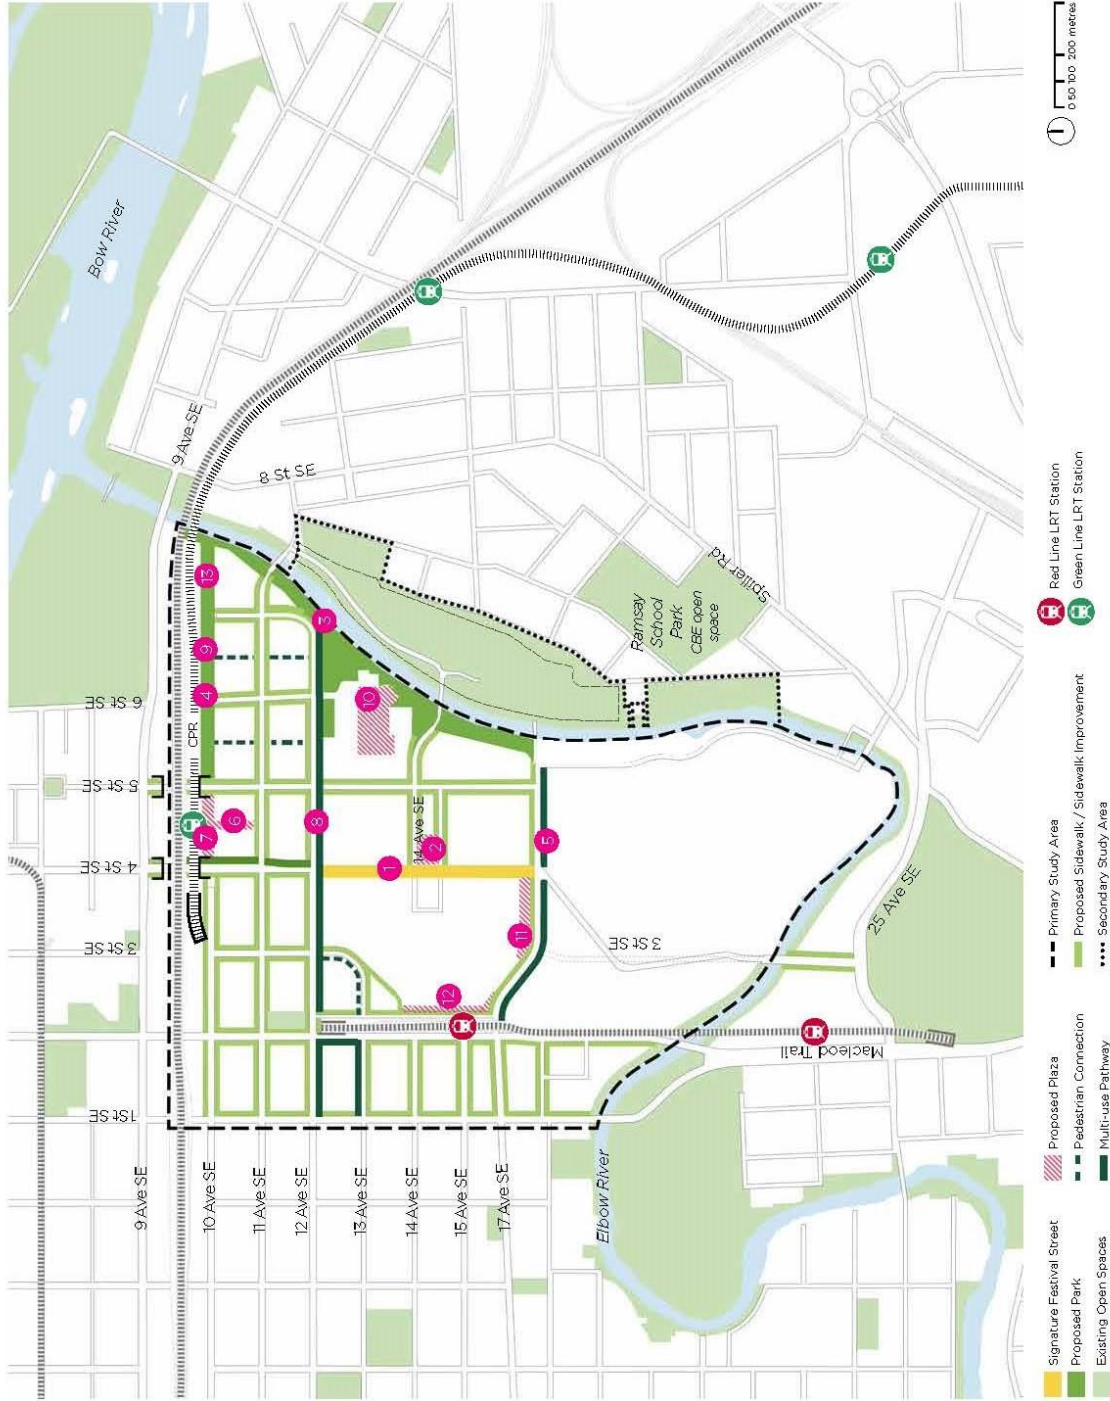 Bow River
9 Ave SE
8 St SE
6 St SE
5 St SE
4 St SE
3 St SE
1 St SE
CPR
13
9
4
7
6
3
10
8
1
14 Ave SE
2
5
11
12
3 St SE
Ramsay
School
Park
CBE open
space
Spiller Rd
25 Ave SE
Macleod Trail
Elbow River
9 Ave SE
10 Ave SE
11 Ave SE
12 Ave SE
13 Ave SE
14 Ave SE
15 Ave SE
17 Ave SE
Signature Festival Street
Proposed Park
Existing Open Spaces
Proposed Plaza
Pedestrian Connection
Multi-use Pathway
Primary Study Area
Proposed Sidewalk / Sidewalk Improvement
Secondary Study Area
Red Line LRT Station
Green Line LRT Station
0 50 100 200 metres